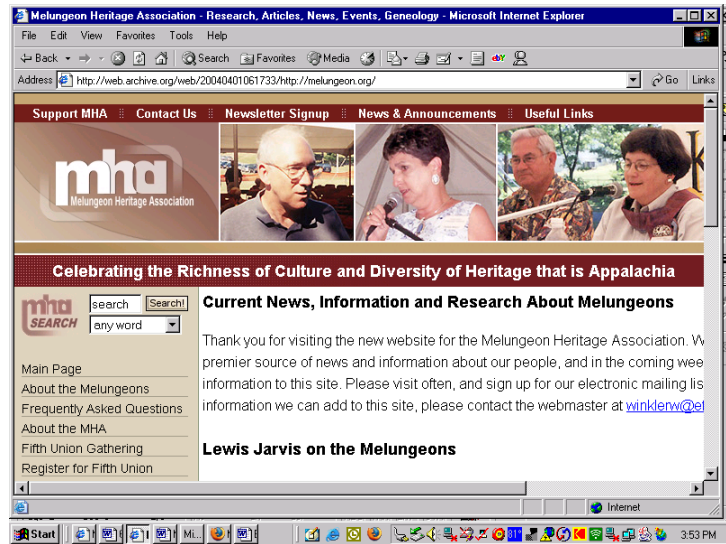 Melungeon Heritage Association - Research, Articles, News, Events, Geneology - Microsoft Internet Explorer
File Edit View Favorites Tools Help
Back Search Favorites Media
Address http://web.archive.org/web/20040401061733/http://melungeon.org/ Go Links
Support MHA Contact Us Newsletter Signup News & Announcements Useful Links
mha
Melungeon Heritage Association
Celebrating the Richness of Culture and Diversity of Heritage that is Appalachia
mha
SEARCH
search Search!
any word
Main Page
About the Melungeons
Frequently Asked Questions
About the MHA
Fifth Union Gathering
Register for Fifth Union
Current News, Information and Research About Melungeons
Thank you for visiting the new website for the Melungeon Heritage Association. W
premier source of news and information about our people, and in the coming wee
information to this site. Please visit often, and sign up for our electronic mailing lis
information we can add to this site, please contact the webmaster at winklerw@et
Lewis Jarvis on the Melungeons
Internet
Start Mi... 81° 3:53 PM